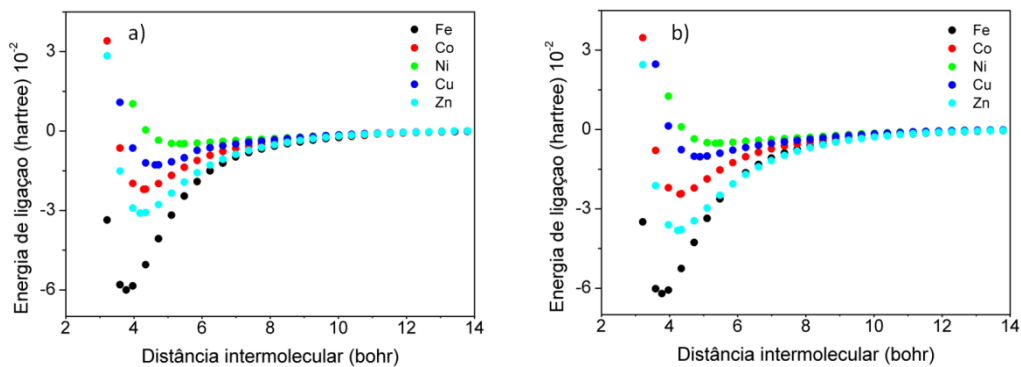 a)
Fe
Co
Ni
Cu
Zn
3
0
-3
-6
2
4
6
8
10
12
14
Energia de ligaçao (hartree) 10⁻²
Distância intermolecular (bohr)
b)
Fe
Co
Ni
Cu
Zn
3
0
-3
-6
2
4
6
8
10
12
14
Energia de ligaçao (hartree) 10⁻²
Distância intermolecular (bohr)